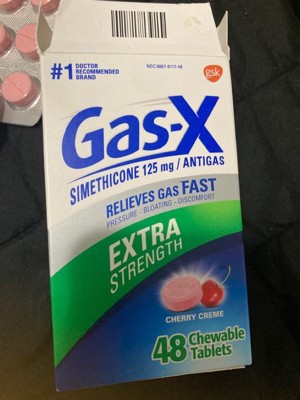 #1 DOCTOR
RECOMMENDED
BRAND
gsk
Gas-X
SIMETHICONE 125 mg / ANTIGAS
RELIEVES GAS FAST
PRESSURE - BLOATING - DISCOMFORT
EXTRA
STRENGTH
CHERRY CREME
48 Chewable
Tablets